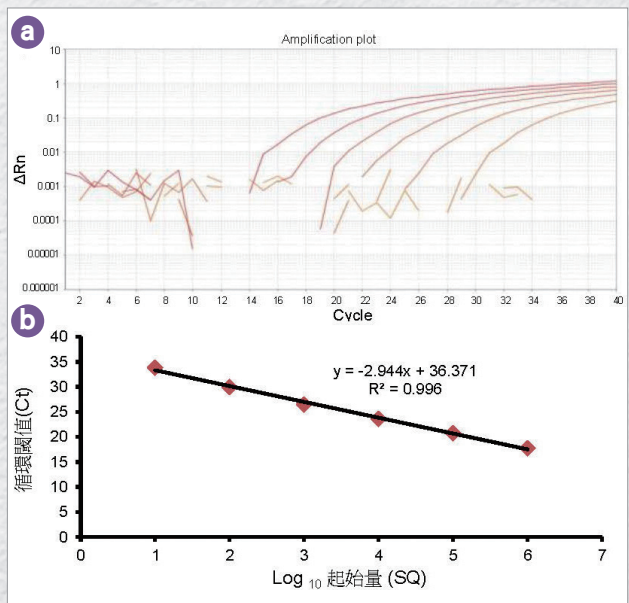 a
Amplification plot
10
1
0.1
0.01
0.001
0.0001
0.00001
0.000001
ΔRn
2 4 6 8 10 12 14 16 18 20 22 24 26 28 30 32 34 36 38 40
Cycle
b
40
35
30
25
20
15
10
5
0
循環閾值(Ct)
y = -2.944x + 36.371
R² = 0.996
0 1 2 3 4 5 6 7
Log 10 起始量 (SQ)